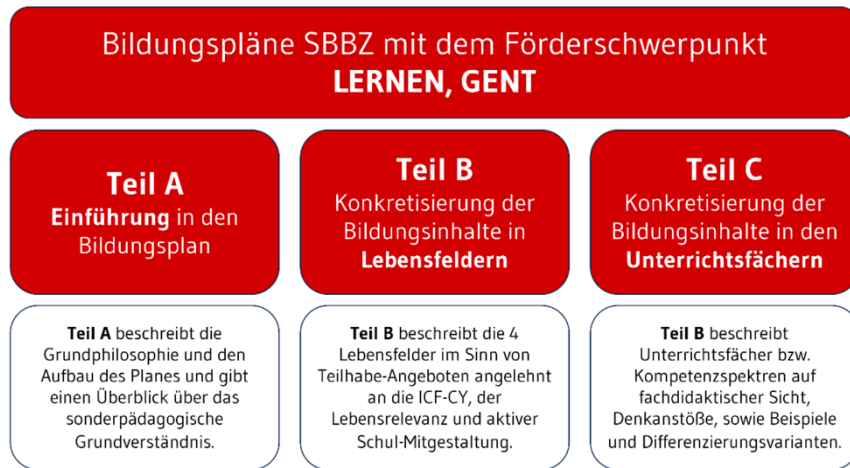 Bildungspläne SBBZ mit dem Förderschwerpunkt
LERNEN, GENT
Teil A
Einführung in den
Bildungsplan
Teil B
Konkretisierung der
Bildungsinhalte in
Lebensfeldern
Teil C
Konkretisierung der
Bildungsinhalte in den
Unterrichtsfächern
Teil A beschreibt die
Grundphilosophie und den
Aufbau des Planes und gibt
einen Überblick über das
sonderpädagogische
Grundverständnis.
Teil B beschreibt die 4
Lebensfelder im Sinn von
Teilhabe-Angeboten angelehnt
an die ICF-CY, der
Lebensrelevanz und aktiver
Schul-Mitgestaltung.
Teil B beschreibt
Unterrichtsfächer bzw.
Kompetenzspektren auf
fachdidaktischer Sicht,
Denkanstöße, sowie Beispiele
und Differenzierungsvarianten.